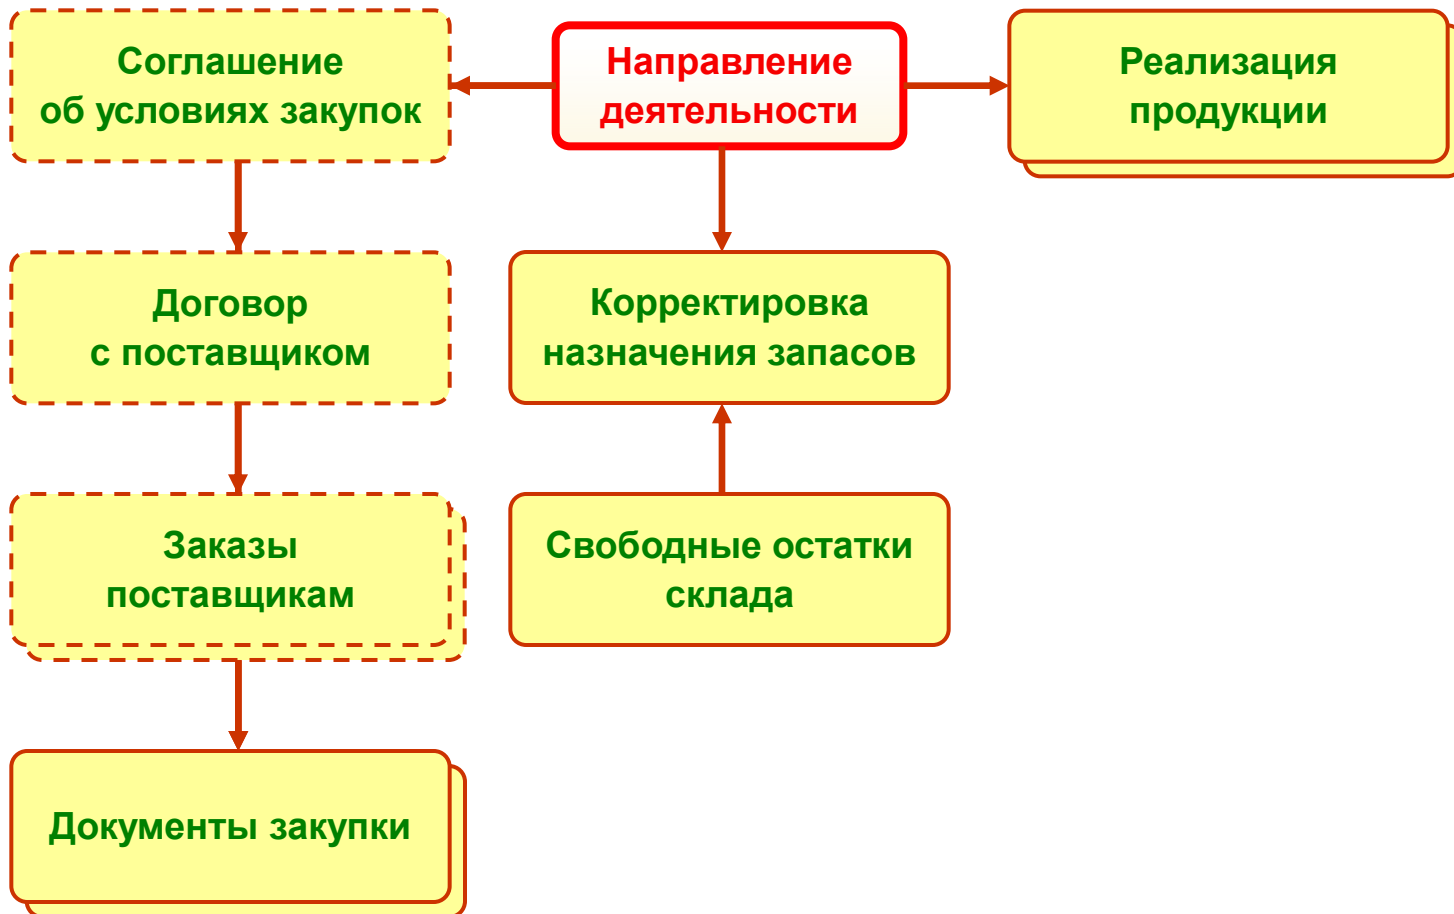 Соглашение
об условиях закупок
Направление
деятельности
Реализация
продукции
Договор
с поставщиком
Корректировка
назначения запасов
Заказы
поставщикам
Свободные остатки
склада
Документы закупки